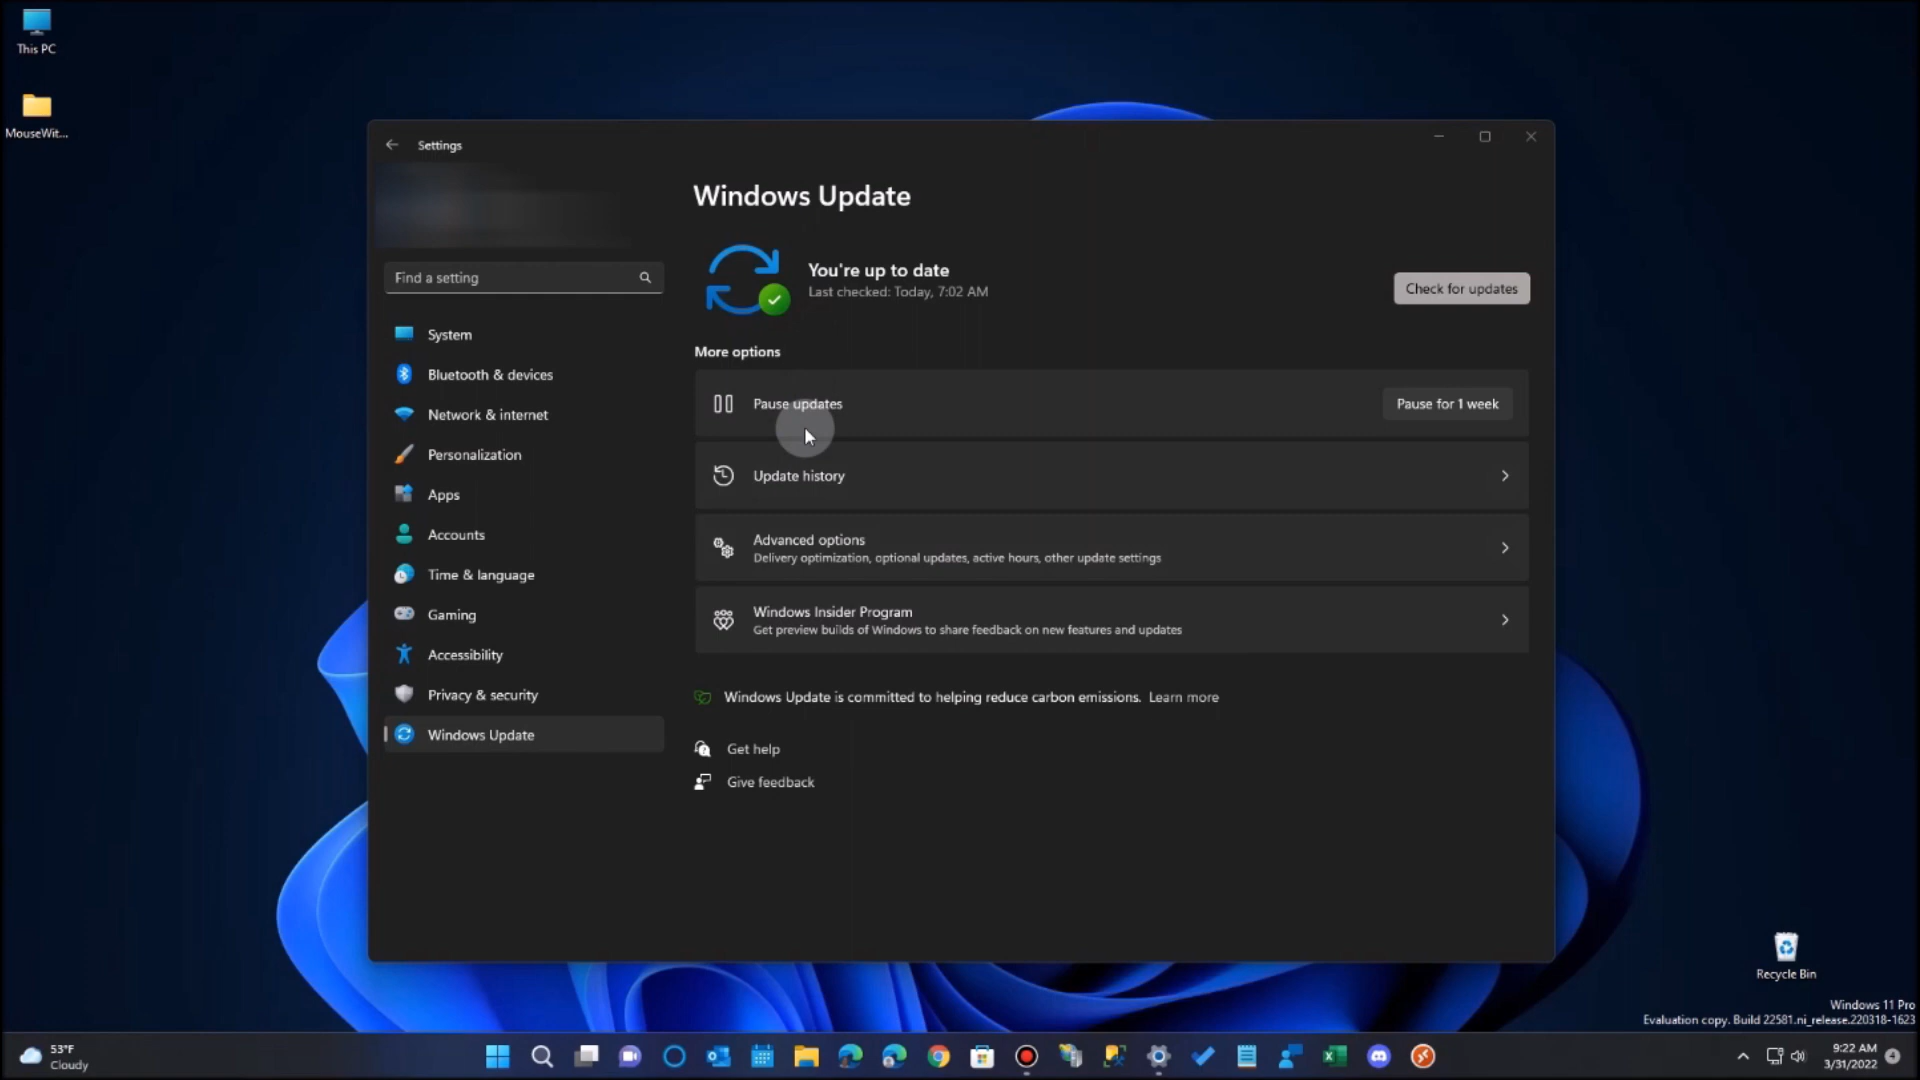 This PC
MouseWit...
Settings
Find a setting
System
Bluetooth & devices
Network & internet
Personalization
Apps
Accounts
Time & language
Gaming
Accessibility
Privacy & security
Windows Update
Windows Update
You're up to date
Last checked: Today, 7:02 AM
Check for updates
More options
Pause updates
Pause for 1 week
Update history
Advanced options
Delivery optimization, optional updates, active hours, other update settings
Windows Insider Program
Get preview builds of Windows to share feedback on new features and updates
Windows Update is committed to helping reduce carbon emissions. Learn more
Get help
Give feedback
Recycle Bin
Windows 11 Pro
Evaluation copy. Build 22581.ni_release.220318-1623
53°F
Cloudy
9:22 AM
3/31/2022
4